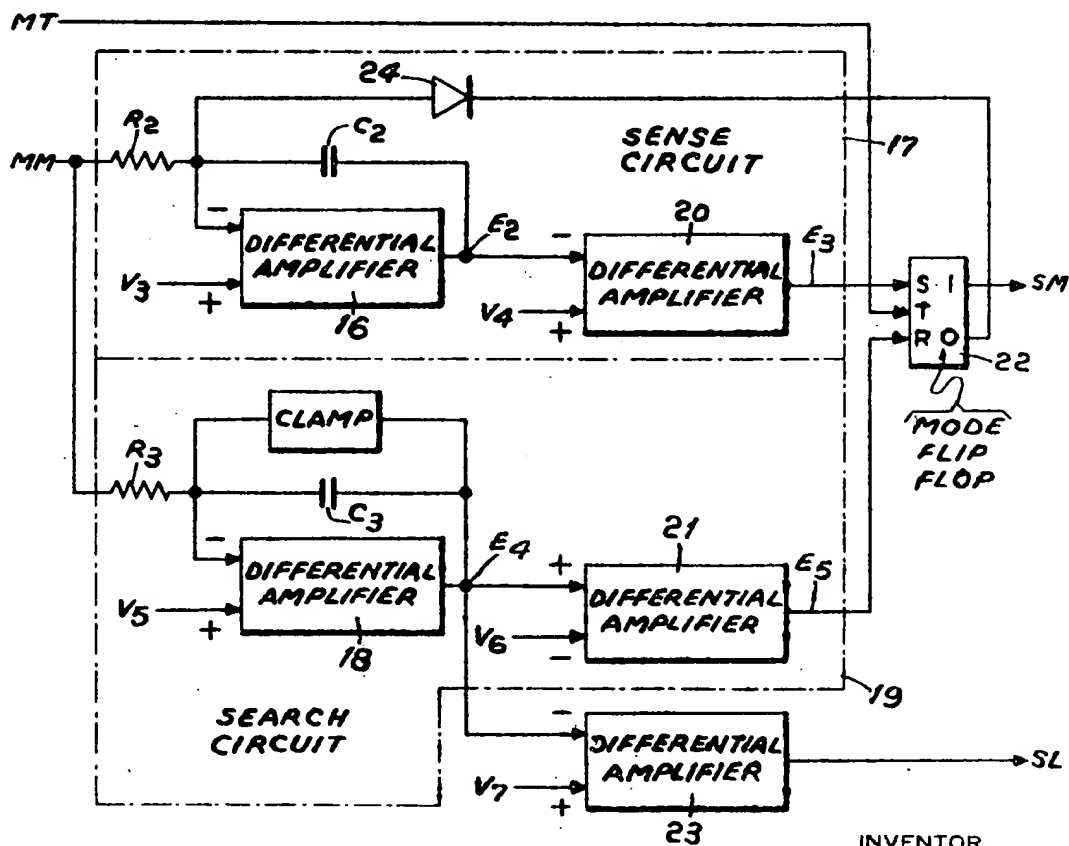 MT
24
R2
C2
SENSE
CIRCUIT
17
MM
-
DIFFERENTIAL
AMPLIFIER
V3
+
16
E2
20
-
DIFFERENTIAL
AMPLIFIER
V4
+
E3
S 1
T
R O
SM
22
MODE
FLIP
FLOP
CLAMP
R3
C3
-
DIFFERENTIAL
AMPLIFIER
V5
+
18
E4
21
+
DIFFERENTIAL
AMPLIFIER
V6
-
E5
19
SEARCH
CIRCUIT
-
DIFFERENTIAL
AMPLIFIER
V7
+
23
SL
INVENTOR